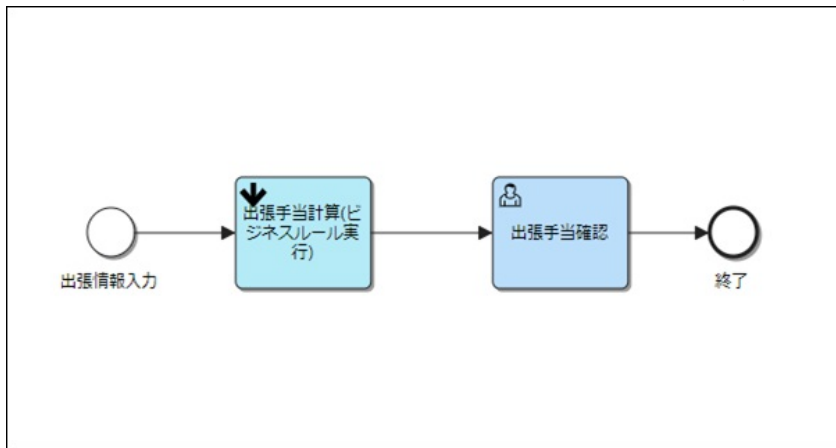 出張情報入力
出張手当計算(ビ
ジネスルール実
行)
出張手当確認
終了